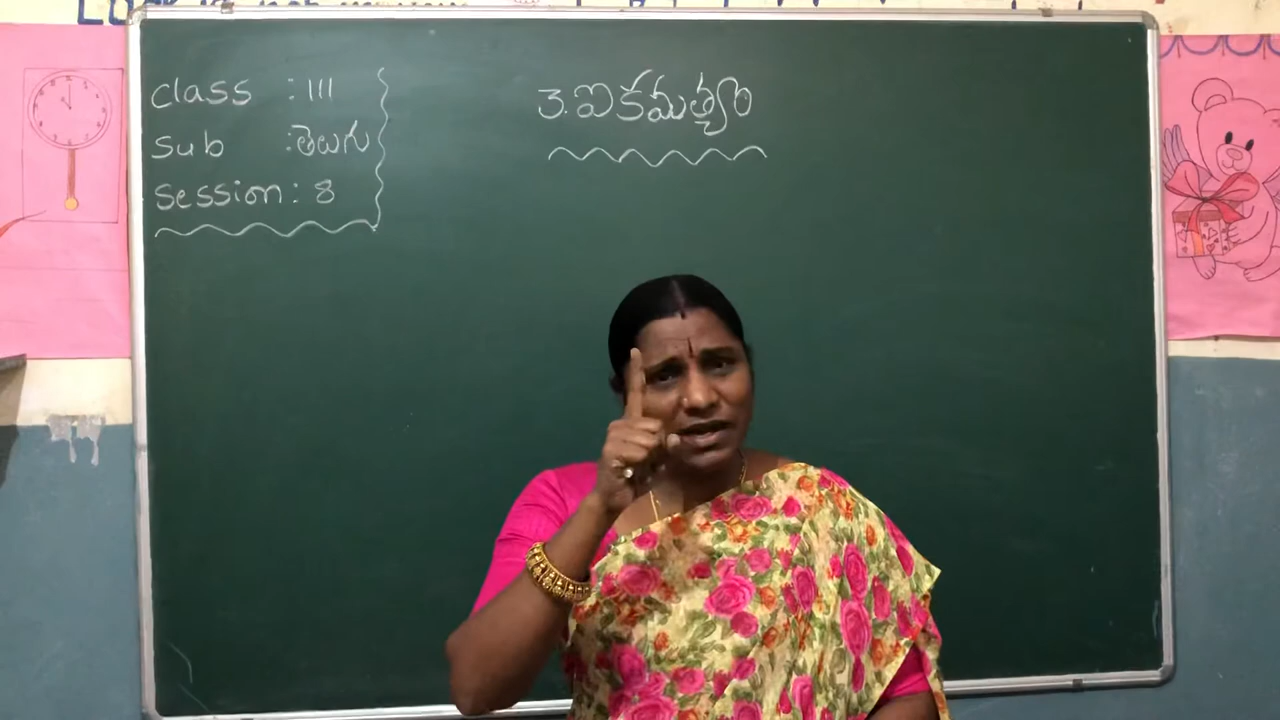 class : III
sub : తెలుగు
session : 8
3. ఐకమత్యం